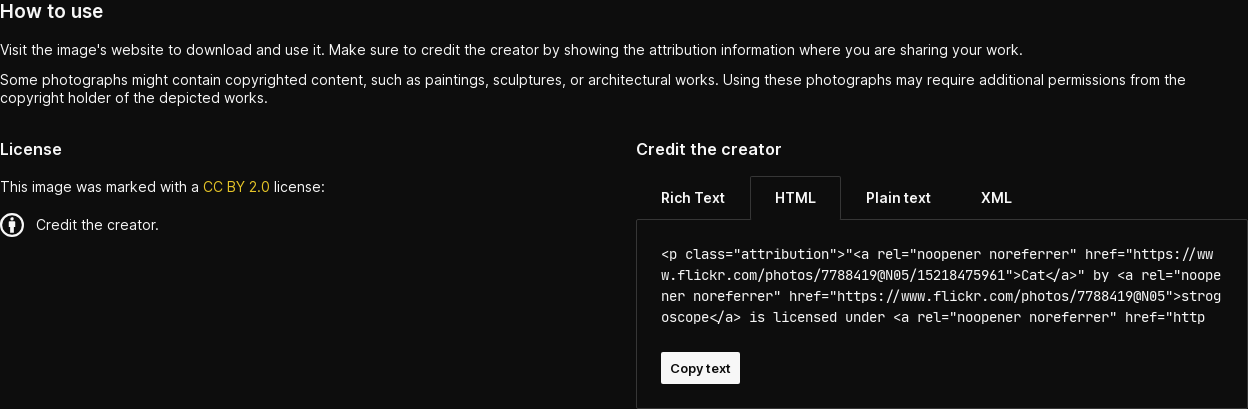 How to use
Visit the image's website to download and use it. Make sure to credit the creator by showing the attribution information where you are sharing your work.
Some photographs might contain copyrighted content, such as paintings, sculptures, or architectural works. Using these photographs may require additional permissions from the
copyright holder of the depicted works.
License
This image was marked with a CC BY 2.0 license:
Credit the creator.
Credit the creator
Rich Text HTML Plain text XML
<p class="attribution">"<a rel="noopener noreferrer" href="https://ww
w.flickr.com/photos/7788419@N05/15218475961">Cat</a>" by <a rel="noope
ner noreferrer" href="https://www.flickr.com/photos/7788419@N05">strog
oscope</a> is licensed under <a rel="noopener noreferrer" href="http
Copy text